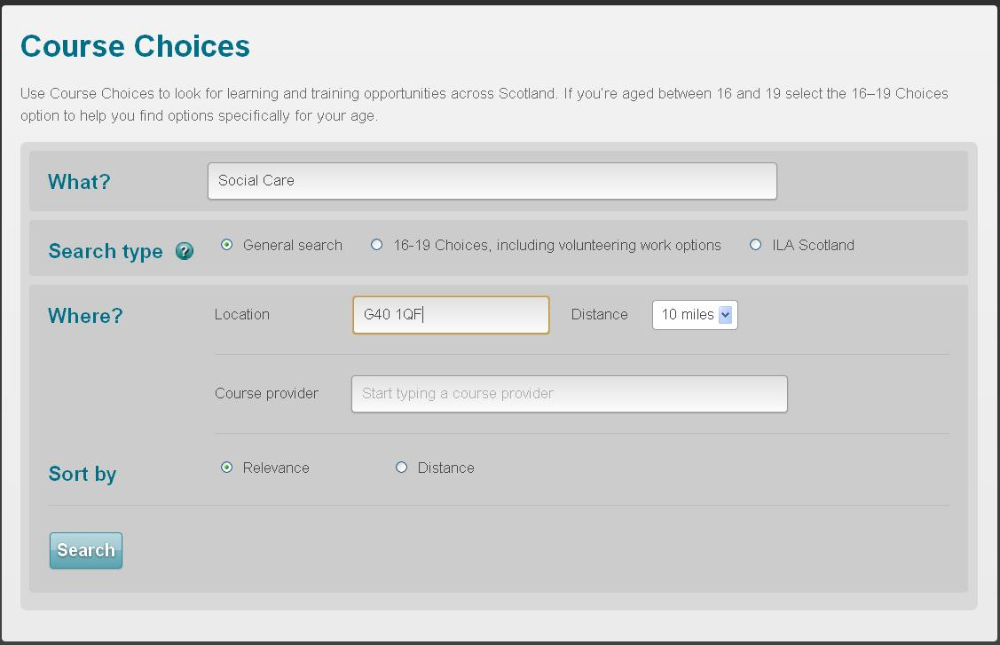 Course Choices
Use Course Choices to look for learning and training opportunities across Scotland. If you're aged between 16 and 19 select the 16–19 Choices
option to help you find options specifically for your age.
What? Social Care
Search type ? General search 16-19 Choices, including volunteering work options ILA Scotland
Where? Location G40 1QF Distance 10 miles
Course provider Start typing a course provider
Sort by Relevance Distance
Search